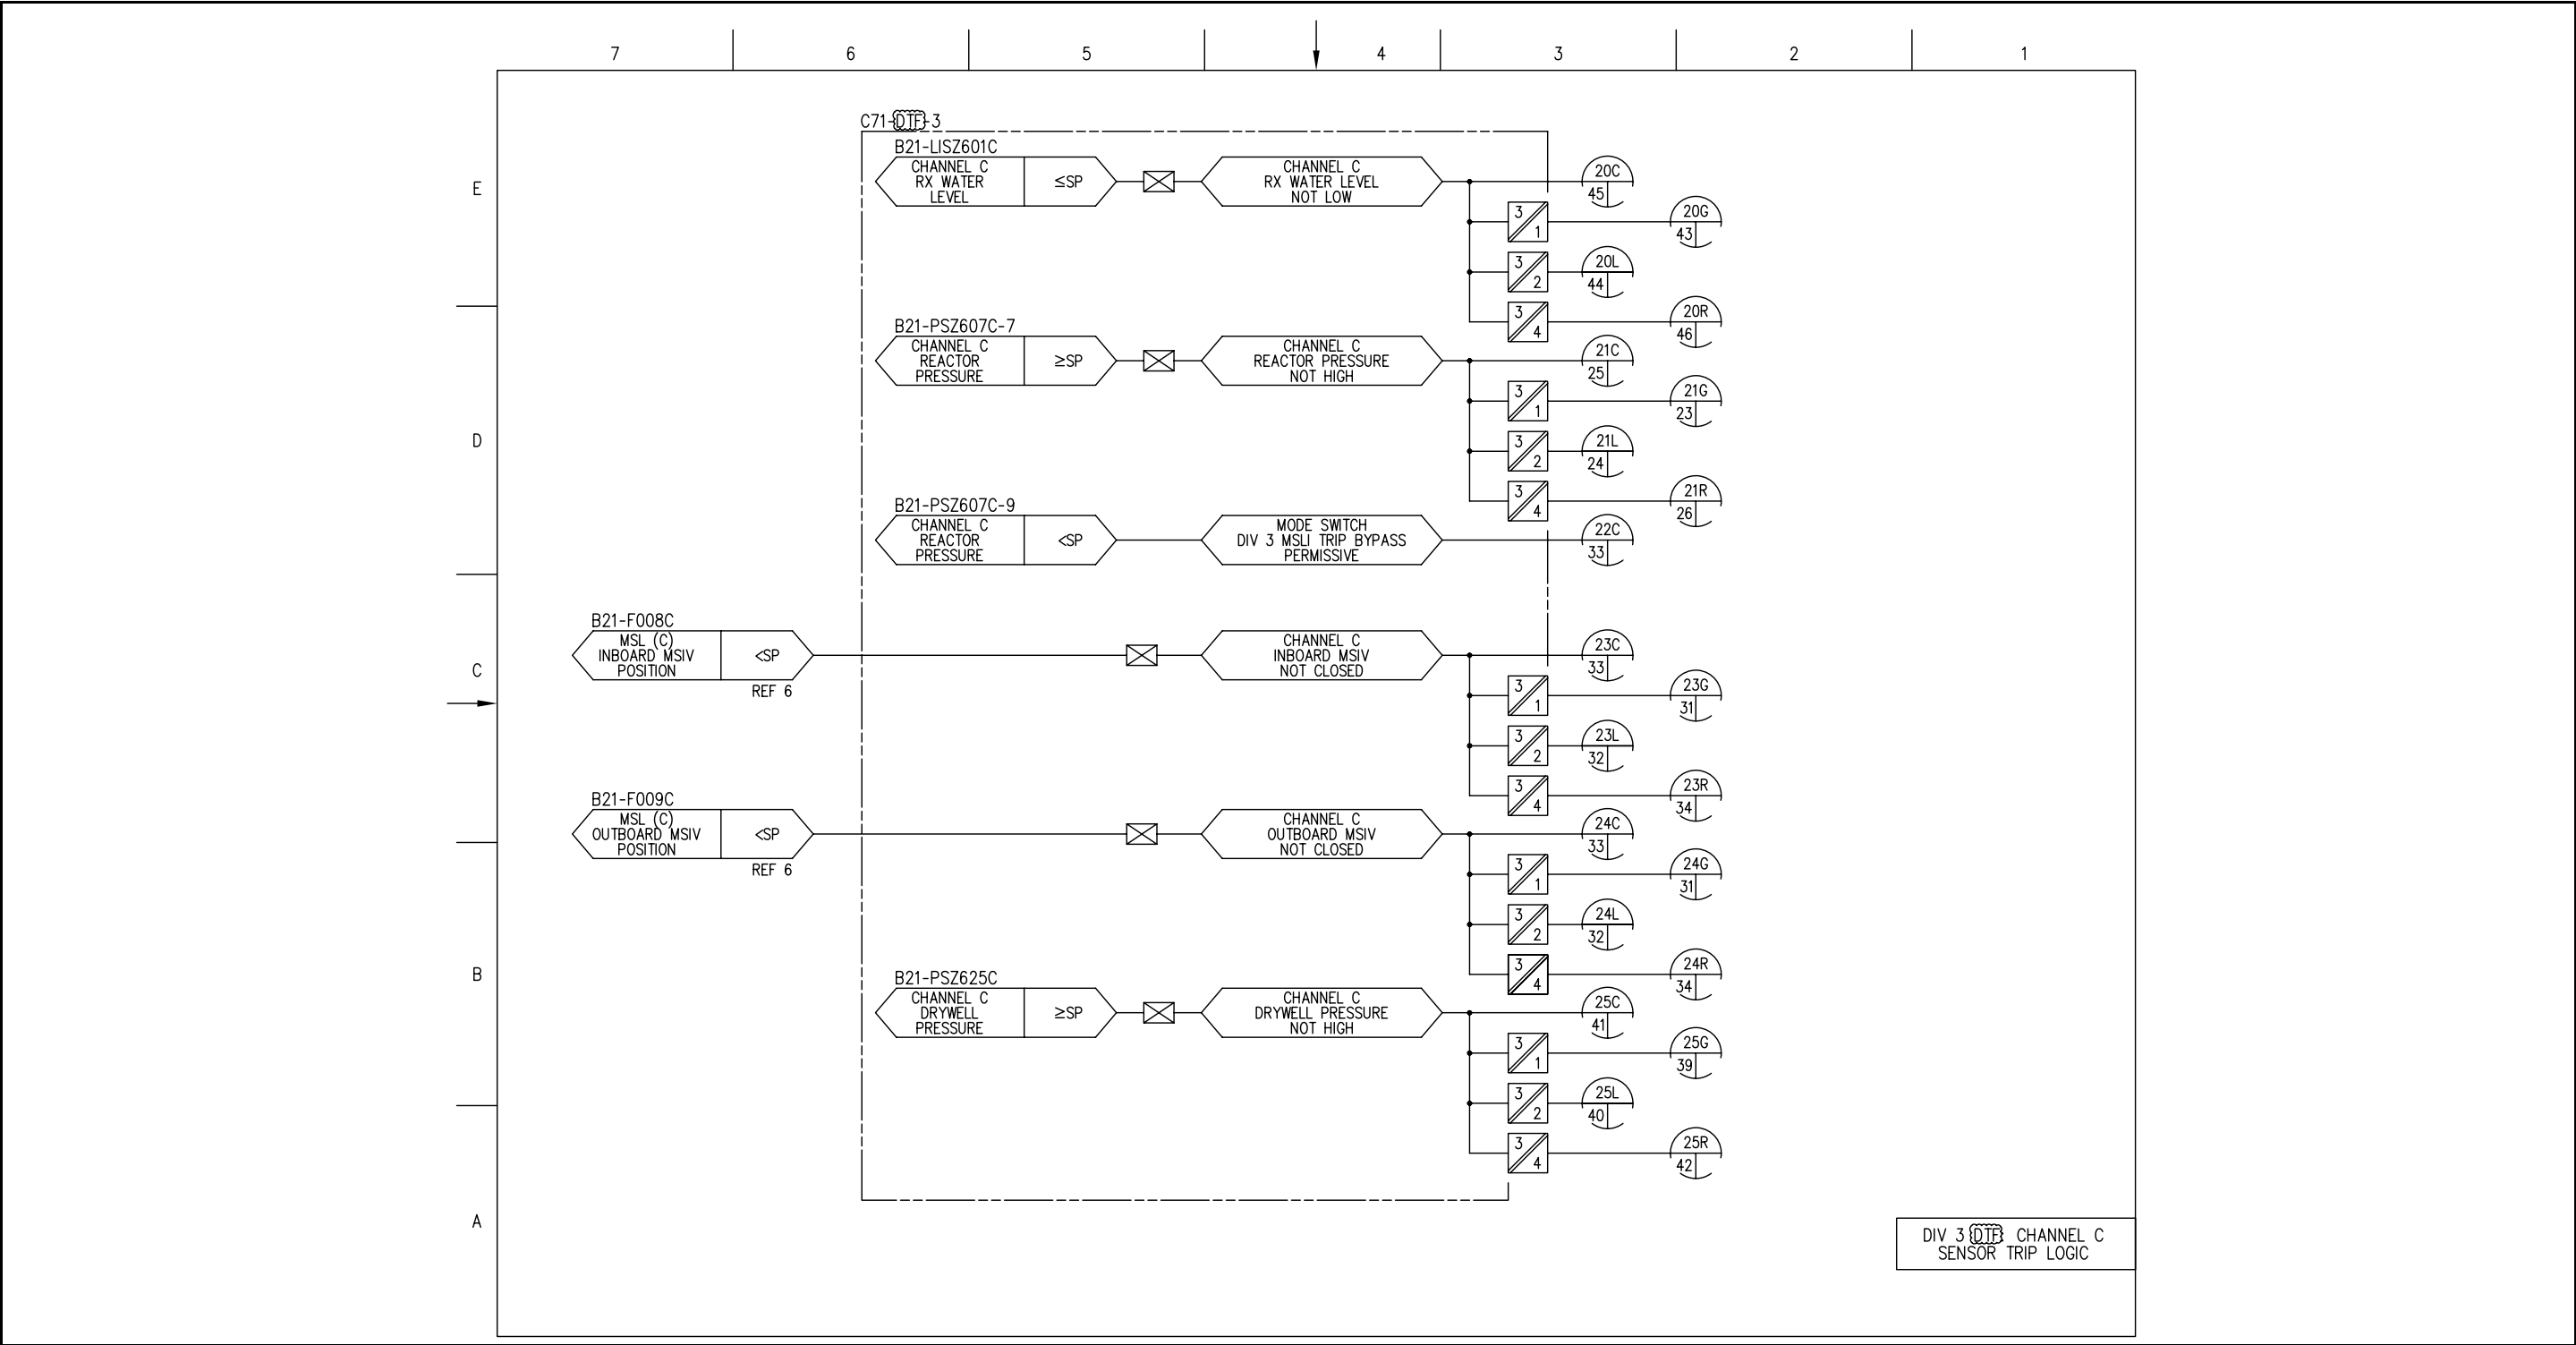 7 6 5 4 3 2 1
C71-DTF-3
B21-LISZ601C
CHANNEL C
RX WATER
LEVEL
≤SP
CHANNEL C
RX WATER LEVEL
NOT LOW
20C
45
E
3
1
20G
43
3
2
20L
44
3
4
20R
46
B21-PSZ607C-7
CHANNEL C
REACTOR
PRESSURE
≥SP
CHANNEL C
REACTOR PRESSURE
NOT HIGH
21C
25
3
1
21G
23
D
3
2
21L
24
3
4
21R
26
B21-PSZ607C-9
CHANNEL C
REACTOR
PRESSURE
<SP
MODE SWITCH
DIV 3 MSLI TRIP BYPASS
PERMISSIVE
22C
33
B21-F008C
MSL (C)
INBOARD MSIV
POSITION
<SP
REF 6
CHANNEL C
INBOARD MSIV
NOT CLOSED
23C
33
C
3
1
23G
31
3
2
23L
32
3
4
23R
34
B21-F009C
MSL (C)
OUTBOARD MSIV
POSITION
<SP
REF 6
CHANNEL C
OUTBOARD MSIV
NOT CLOSED
24C
33
3
1
24G
31
3
2
24L
32
B
3
4
24R
34
B21-PSZ625C
CHANNEL C
DRYWELL
PRESSURE
≥SP
CHANNEL C
DRYWELL PRESSURE
NOT HIGH
25C
41
3
1
25G
39
3
2
25L
40
3
4
25R
42
A
DIV 3 DTF CHANNEL C
SENSOR TRIP LOGIC